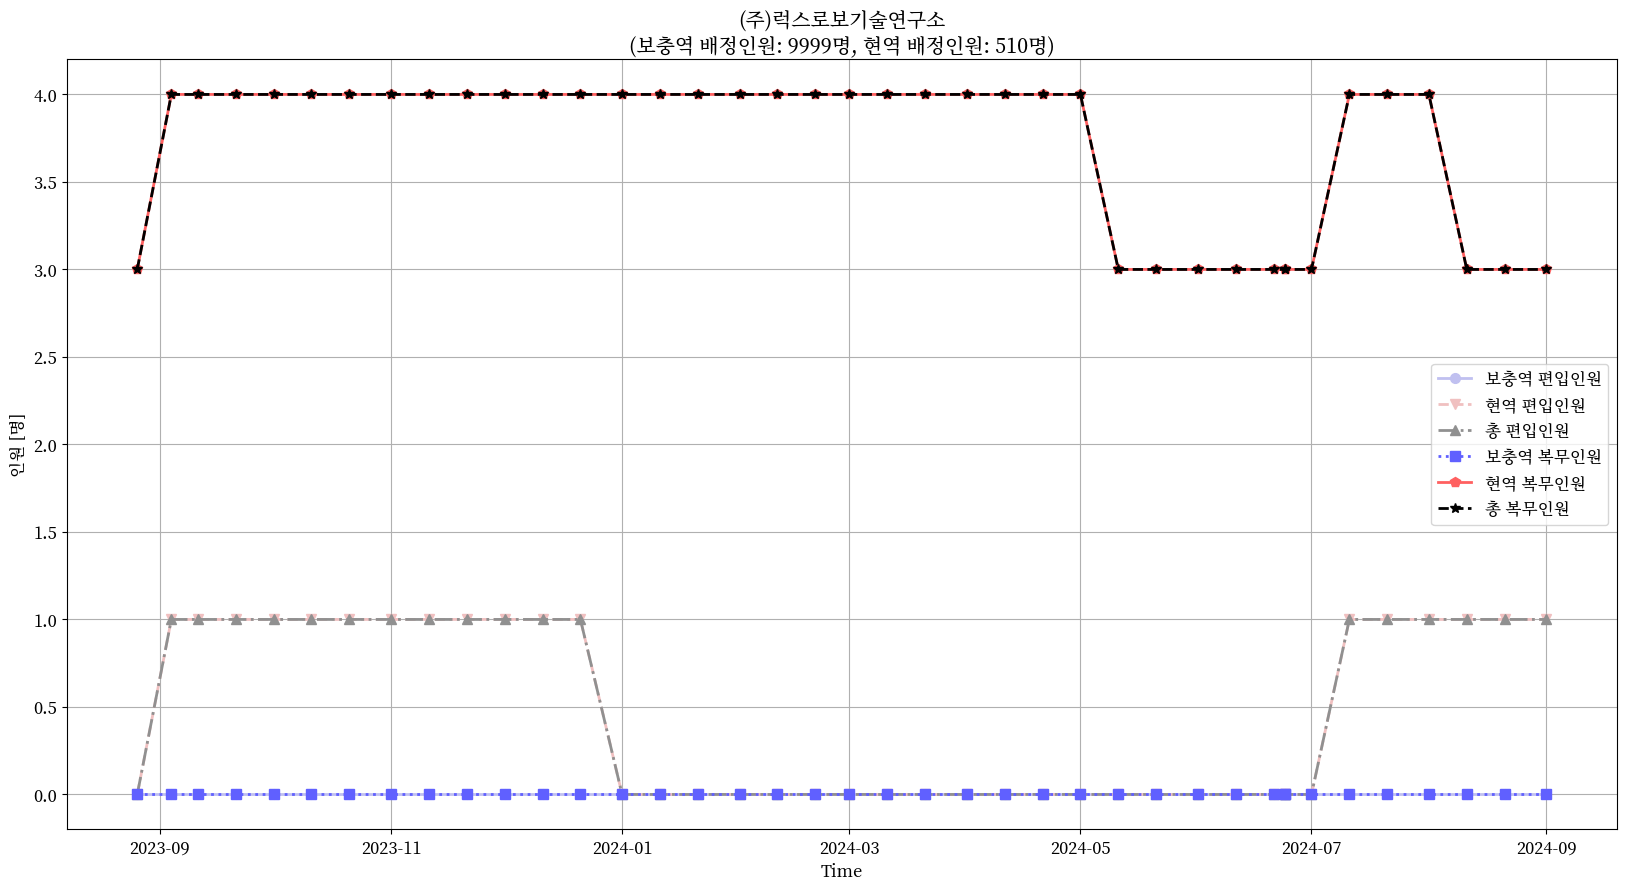 (주)럭스로보기술연구소
(보충역 배정인원: 9999명, 현역 배정인원: 510명)
4.0
3.5
3.0
2.5
2.0
1.5
1.0
0.5
0.0
인원 [명]
보충역 편입인원
현역 편입인원
총 편입인원
보충역 복무인원
현역 복무인원
총 복무인원
2023-09
2023-11
2024-01
2024-03
2024-05
2024-07
2024-09
Time